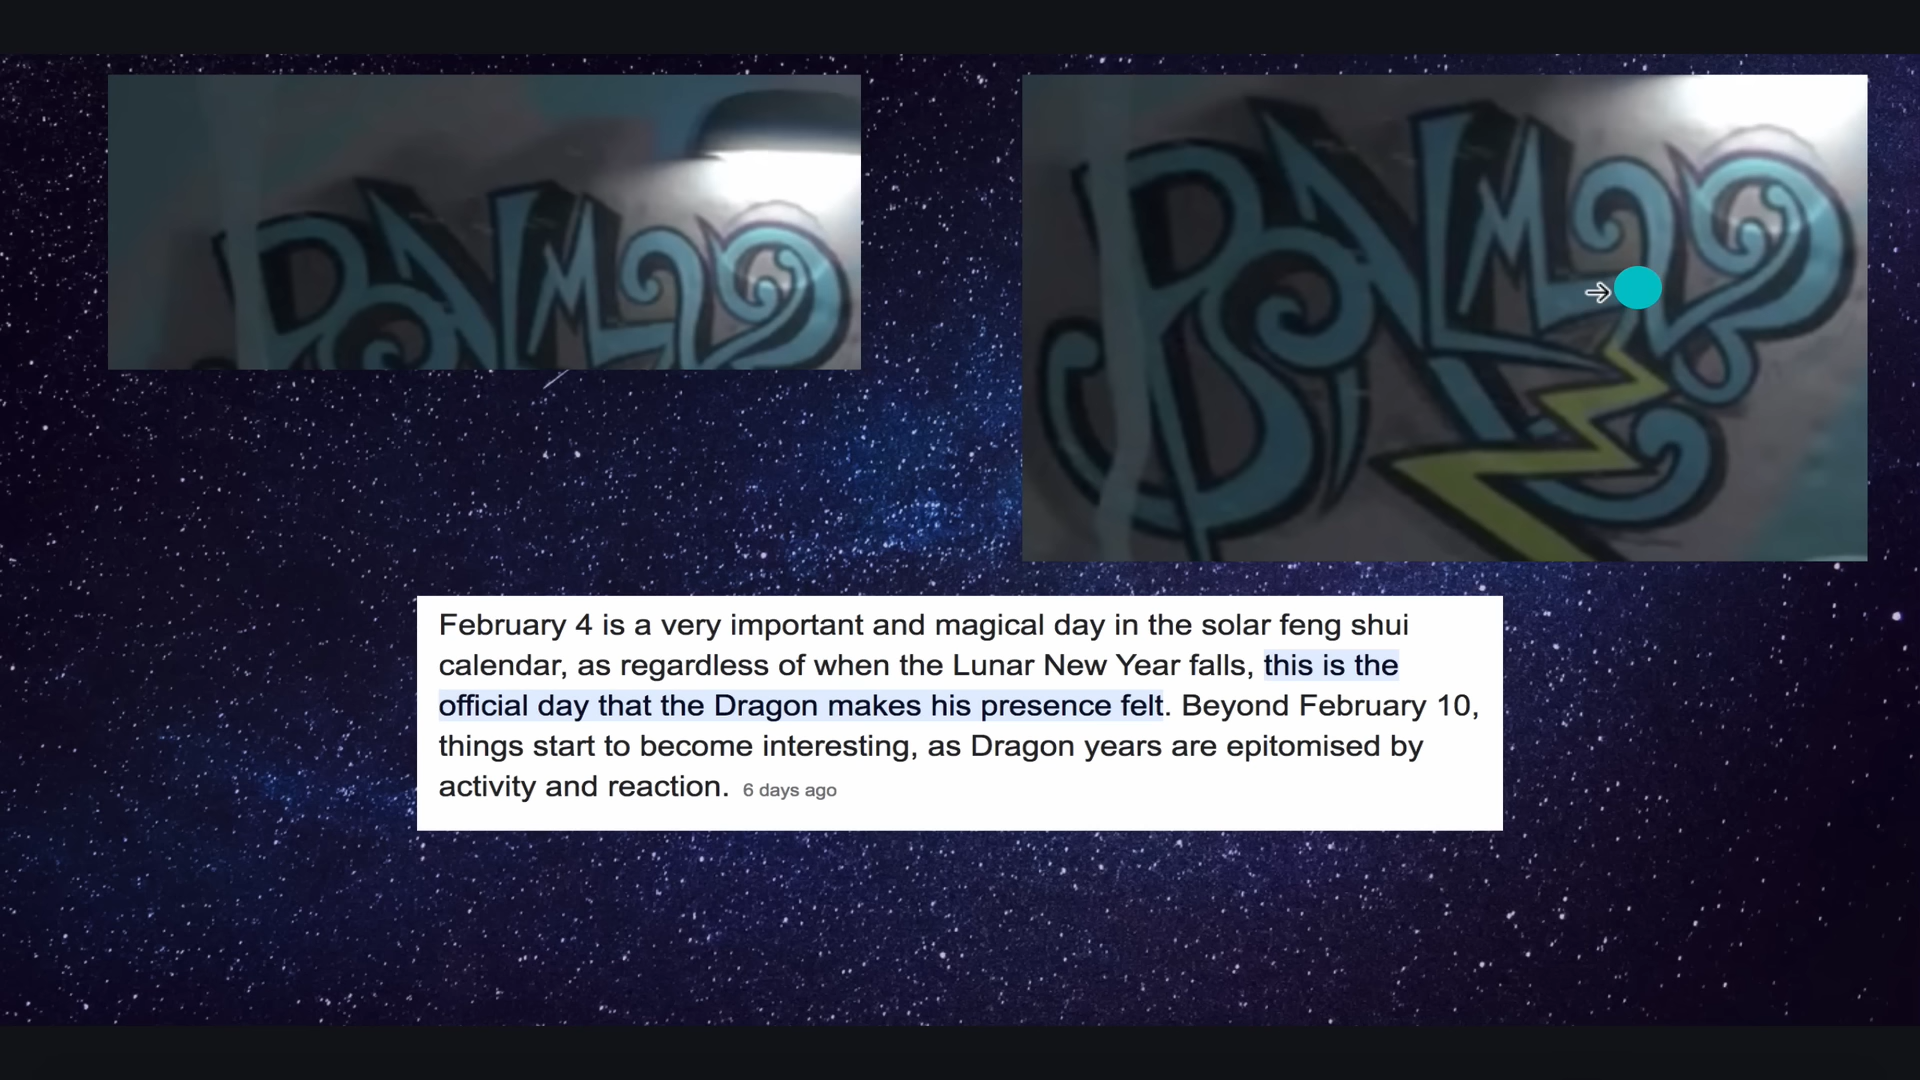 February 4 is a very important and magical day in the solar feng shui
calendar, as regardless of when the Lunar New Year falls, this is the
official day that the Dragon makes his presence felt. Beyond February 10,
things start to become interesting, as Dragon years are epitomised by
activity and reaction. 6 days ago